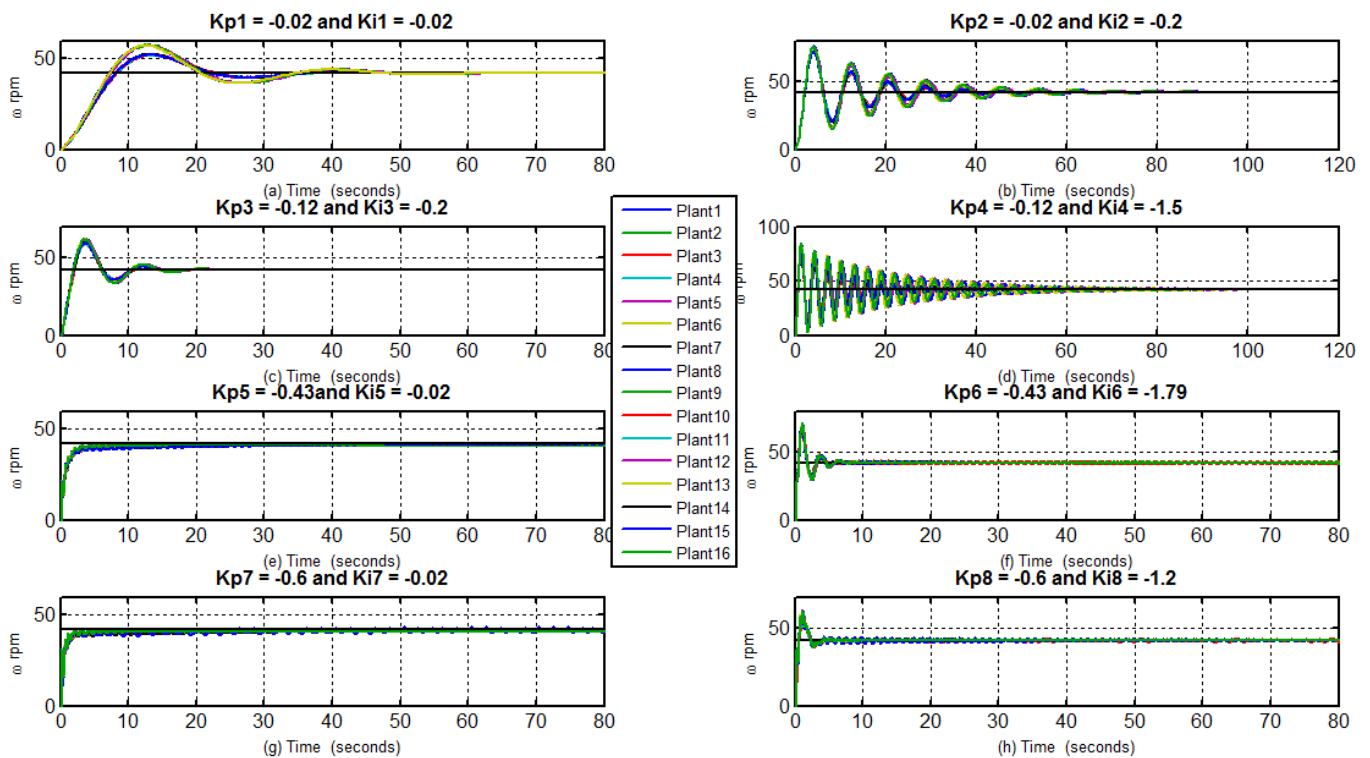 Kp1 = -0.02 and Ki1 = -0.02
50
0
ω rpm
0 10 20 30 40 50 60 70 80
(a) Time (seconds)
Kp2 = -0.02 and Ki2 = -0.2
50
0
ω rpm
0 20 40 60 80 100 120
(b) Time (seconds)
Kp3 = -0.12 and Ki3 = -0.2
50
0
ω rpm
0 10 20 30 40 50 60 70 80
(c) Time (seconds)
Plant1
Plant2
Plant3
Plant4
Plant5
Plant6
Plant7
Plant8
Plant9
Plant10
Plant11
Plant12
Plant13
Plant14
Plant15
Plant16
Kp4 = -0.12 and Ki4 = -1.5
100
50
0
ω rpm
0 20 40 60 80 100 120
(d) Time (seconds)
Kp5 = -0.43and Ki5 = -0.02
50
0
ω rpm
0 10 20 30 40 50 60 70 80
(e) Time (seconds)
Kp6 = -0.43 and Ki6 = -1.79
50
0
ω rpm
0 10 20 30 40 50 60 70 80
(f) Time (seconds)
Kp7 = -0.6 and Ki7 = -0.02
50
0
ω rpm
0 10 20 30 40 50 60 70 80
(g) Time (seconds)
Kp8 = -0.6 and Ki8 = -1.2
50
0
ω rpm
0 10 20 30 40 50 60 70 80
(h) Time (seconds)